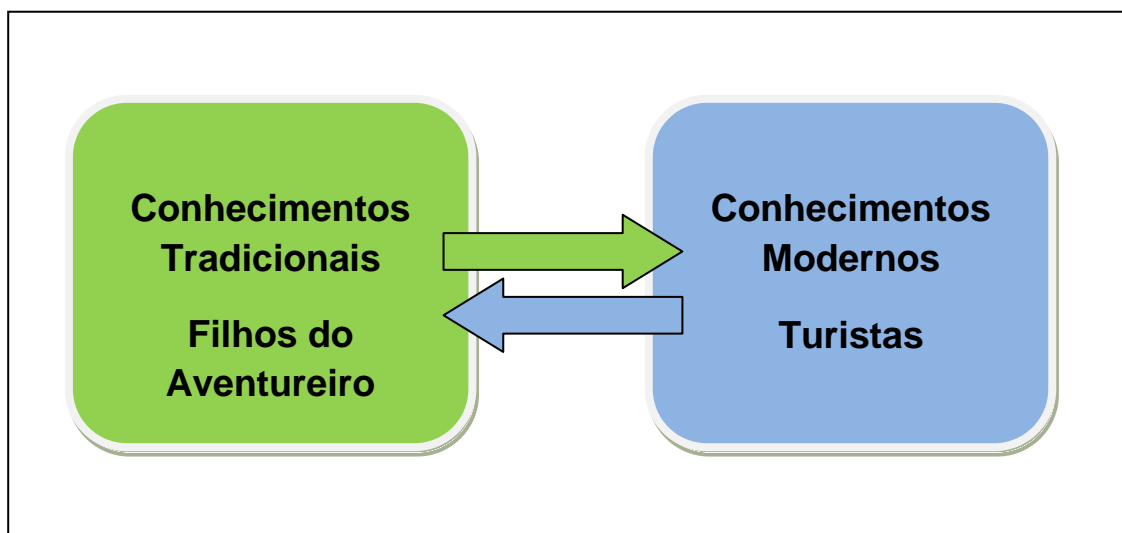 Conhecimentos
Tradicionais
Filhos do
Aventureiro
Conhecimentos
Modernos
Turistas